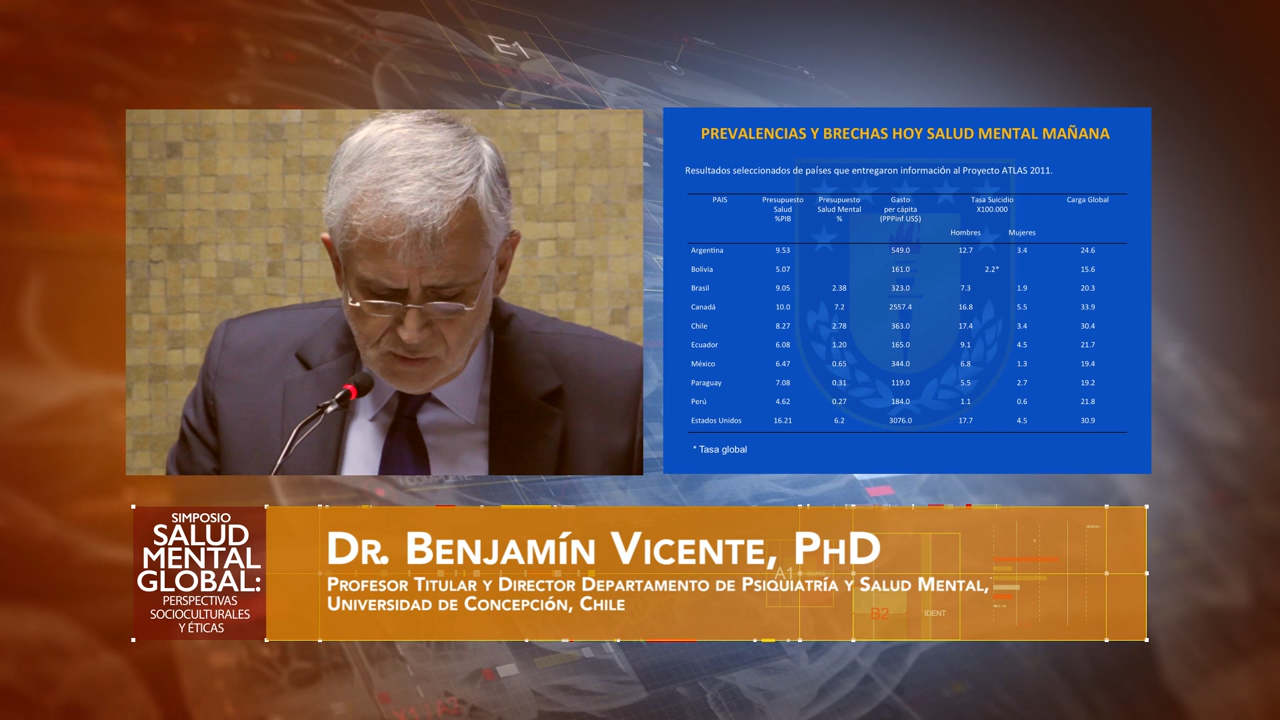 E1
PREVALENCIAS Y BRECHAS HOY SALUD MENTAL MAÑANA
Resultados seleccionados de países que entregaron información al Proyecto ATLAS 2011.
PAIS Presupuesto Salud %PIB Presupuesto Salud Mental % Gasto per cápita (PPPinf US$) Tasa Suicidio X100.000 Carga Global
Hombres Mujeres
Argentina 9.53 549.0 12.7 3.4 24.6
Bolivia 5.07 161.0 2.2* 15.6
Brasil 9.05 2.38 323.0 7.3 1.9 20.3
Canadá 10.0 7.2 2557.4 16.8 5.5 33.9
Chile 8.27 2.78 363.0 17.4 3.4 30.4
Ecuador 6.08 1.20 165.0 9.1 4.5 21.7
México 6.47 0.65 344.0 6.8 1.3 19.4
Paraguay 7.08 0.31 119.0 5.5 2.7 19.2
Perú 4.62 0.27 184.0 1.1 0.6 21.8
Estados Unidos 16.21 6.2 3076.0 17.7 4.5 30.9
* Tasa global
SIMPOSIO
SALUD
MENTAL
GLOBAL:
PERSPECTIVAS
SOCIOCULTURALES
Y ÉTICAS
DR. BENJAMÍN VICENTE, PHD
PROFESOR TITULAR Y DIRECTOR DEPARTAMENTO DE PSIQUIATRÍA Y SALUD MENTAL,
UNIVERSIDAD DE CONCEPCIÓN, CHILE
A1
B2
IDENT